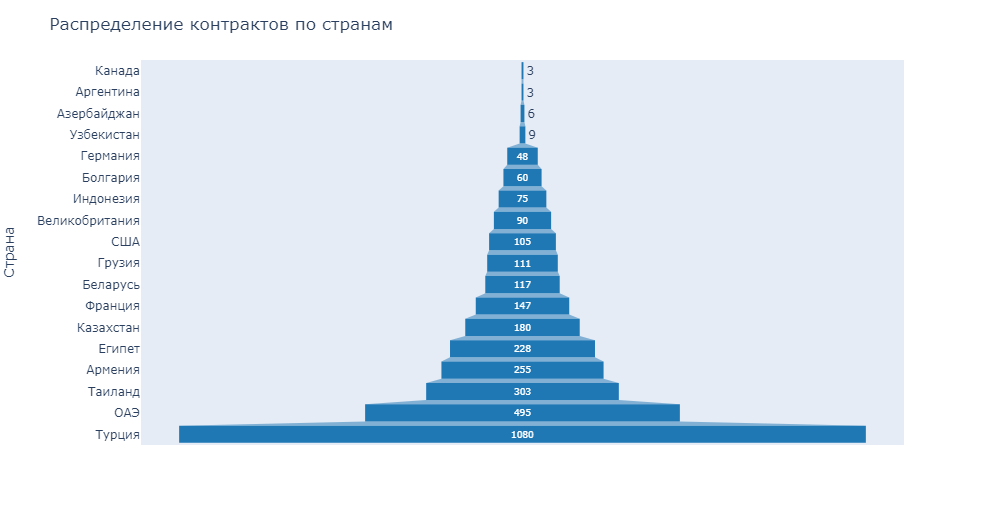 Распределение контрактов по странам
Страна
Канада 3
Аргентина 3
Азербайджан 6
Узбекистан 9
Германия 48
Болгария 60
Индонезия 75
Великобритания 90
США 105
Грузия 111
Беларусь 117
Франция 147
Казахстан 180
Египет 228
Армения 255
Таиланд 303
ОАЭ 495
Турция 1080